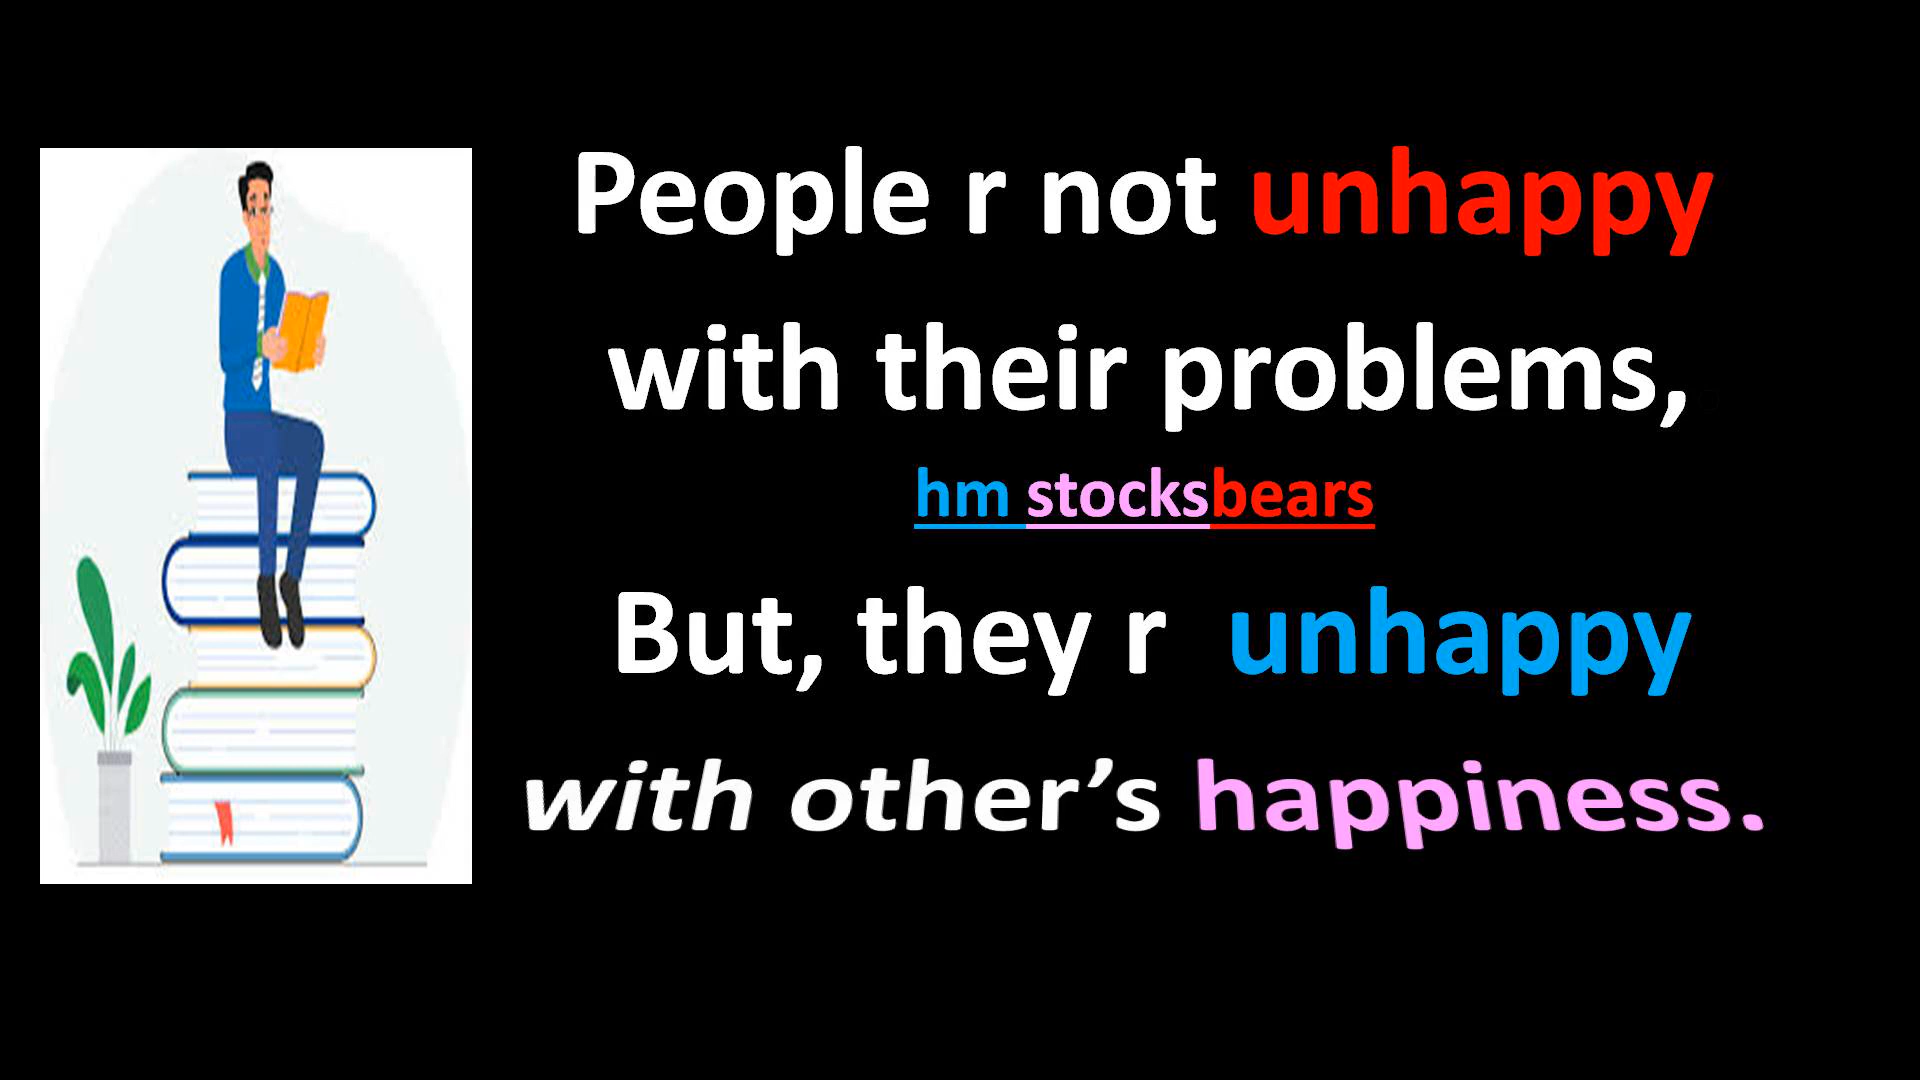 People r not unhappy
with their problems,
hm stocksbears
But, they r unhappy
with other’s happiness.